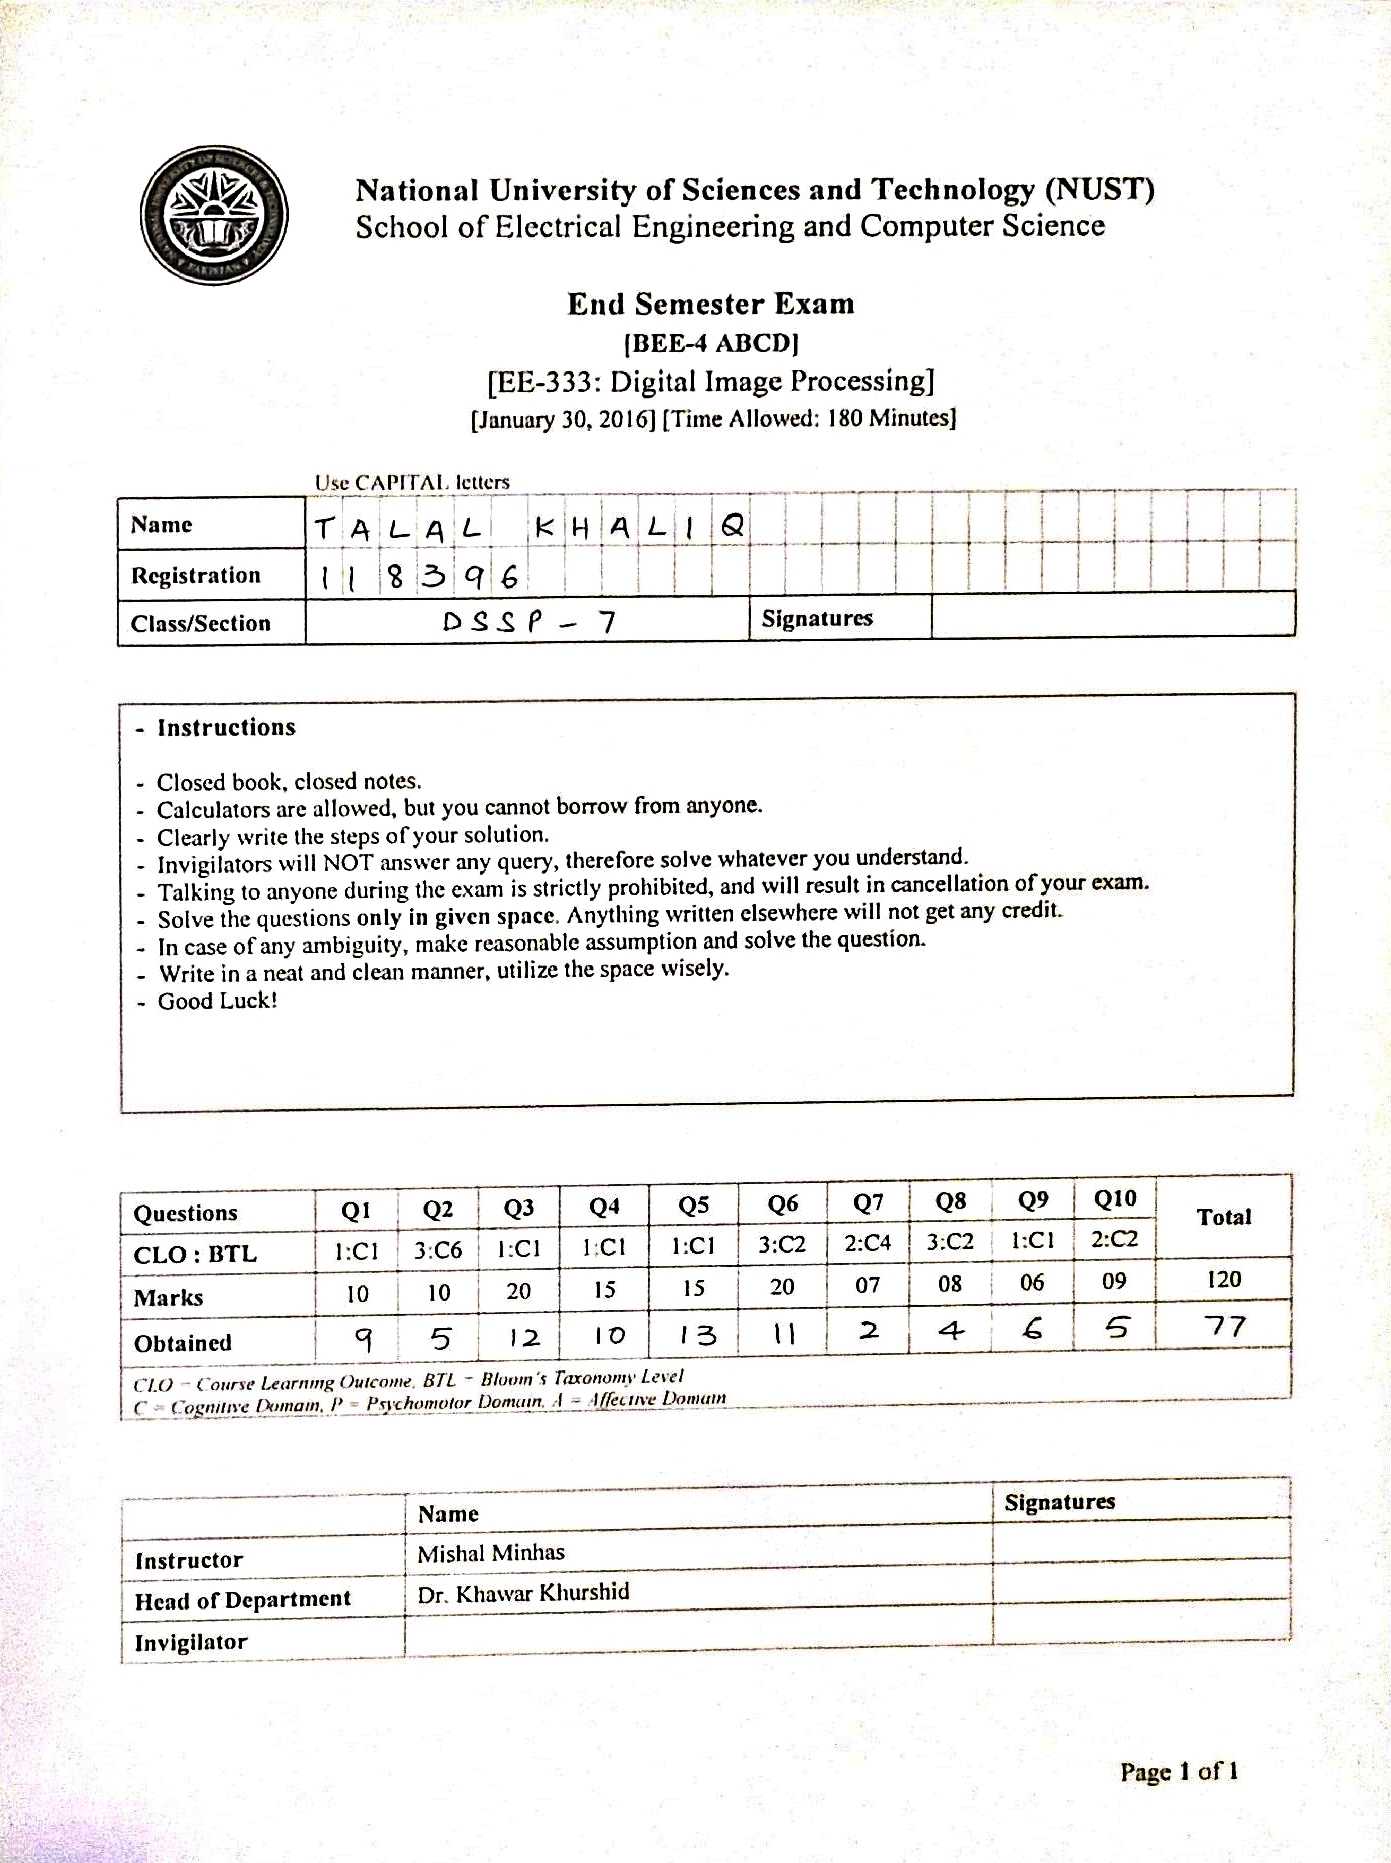 National University of Sciences and Technology (NUST)
School of Electrical Engineering and Computer Science
End Semester Exam
[BEE-4 ABCD]
[EE-333: Digital Image Processing]
[January 30, 2016] [Time Allowed: 180 Minutes]
Use CAPITAL letters
Name TALAL KHALIQ
Registration 118396
Class/Section DSSP - 7 Signatures
- Instructions
- Closed book, closed notes.
- Calculators are allowed, but you cannot borrow from anyone.
- Clearly write the steps of your solution.
- Invigilators will NOT answer any query, therefore solve whatever you understand.
- Talking to anyone during the exam is strictly prohibited, and will result in cancellation of your exam.
- Solve the questions only in given space. Anything written elsewhere will not get any credit.
- In case of any ambiguity, make reasonable assumption and solve the question.
- Write in a neat and clean manner, utilize the space wisely.
- Good Luck!
Questions Q1 Q2 Q3 Q4 Q5 Q6 Q7 Q8 Q9 Q10 Total
CLO : BTL 1:C1 3:C6 1:C1 1:C1 1:C1 3:C2 2:C4 3:C2 1:C1 2:C2
Marks 10 10 20 15 15 20 07 08 06 09 120
Obtained 9 5 12 10 13 11 2 4 6 5 77
CLO - Course Learning Outcome, BTL - Bloom's Taxonomy Level
C = Cognitive Domain, P = Psychomotor Domain, A = Affective Domain
Name Signatures
Instructor Mishal Minhas
Head of Department Dr. Khawar Khurshid
Invigilator
Page 1 of 1